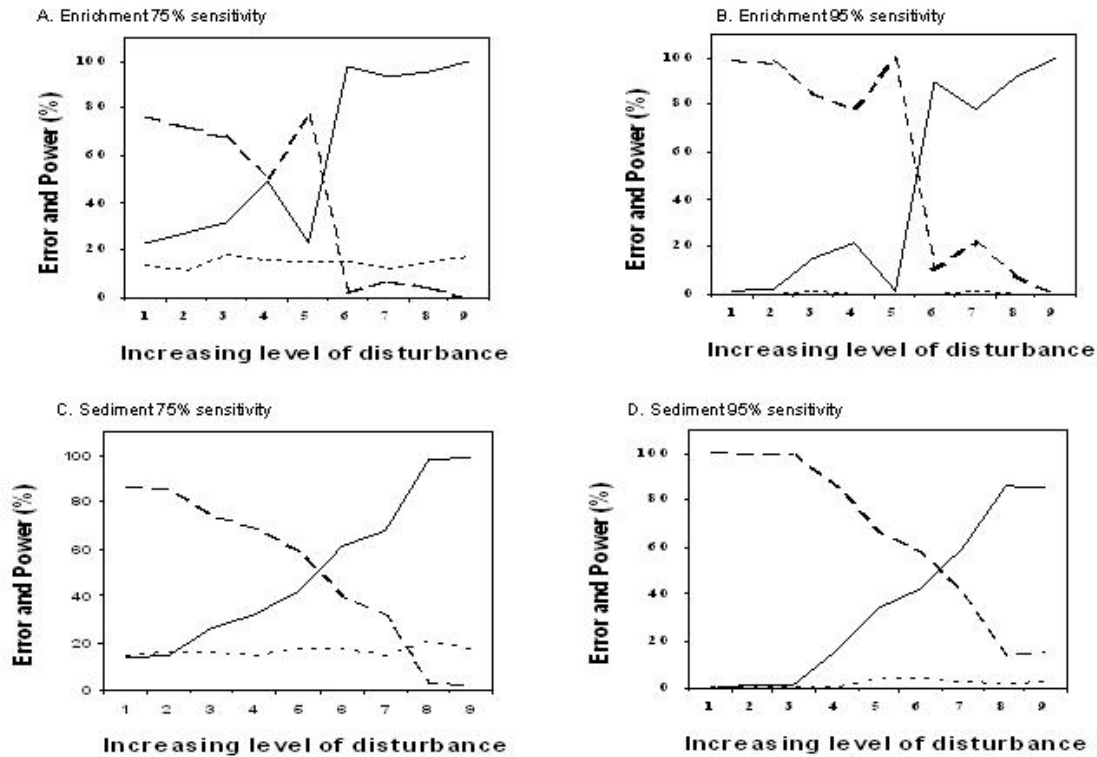 A. Enrichment 75% sensitivity
Error and Power (%)
100
80
60
40
20
0
1 2 3 4 5 6 7 8 9
Increasing level of disturbance
B. Enrichment 95% sensitivity
Error and Power (%)
100
80
60
40
20
0
1 2 3 4 5 6 7 8 9
Increasing level of disturbance
C. Sediment 75% sensitivity
Error and Power (%)
100
80
60
40
20
0
1 2 3 4 5 6 7 8 9
Increasing level of disturbance
D. Sediment 95% sensitivity
Error and Power (%)
100
80
60
40
20
0
1 2 3 4 5 6 7 8 9
Increasing level of disturbance